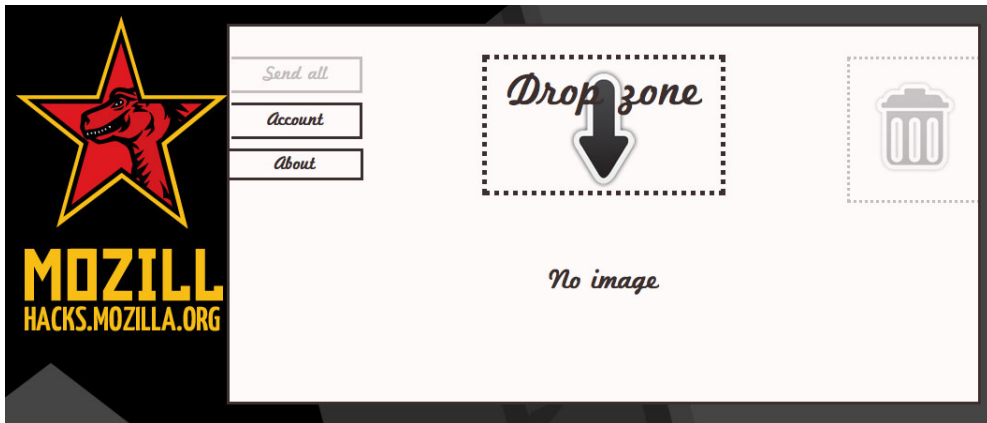 MOZILL
HACKS.MOZILLA.ORG
Send all
Account
About
Drop zone
No image